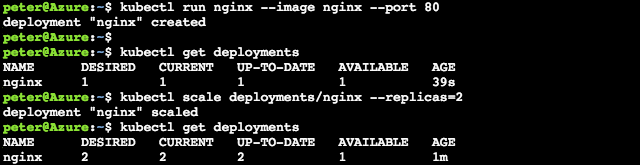 peter@Azure:~$ kubectl run nginx --image nginx --port 80
deployment "nginx" created
peter@Azure:~$
peter@Azure:~$ kubectl get deployments
NAME DESIRED CURRENT UP-TO-DATE AVAILABLE AGE
nginx 1 1 1 1 39s
peter@Azure:~$ kubectl scale deployments/nginx --replicas=2
deployment "nginx" scaled
peter@Azure:~$ kubectl get deployments
NAME DESIRED CURRENT UP-TO-DATE AVAILABLE AGE
nginx 2 2 2 1 1m